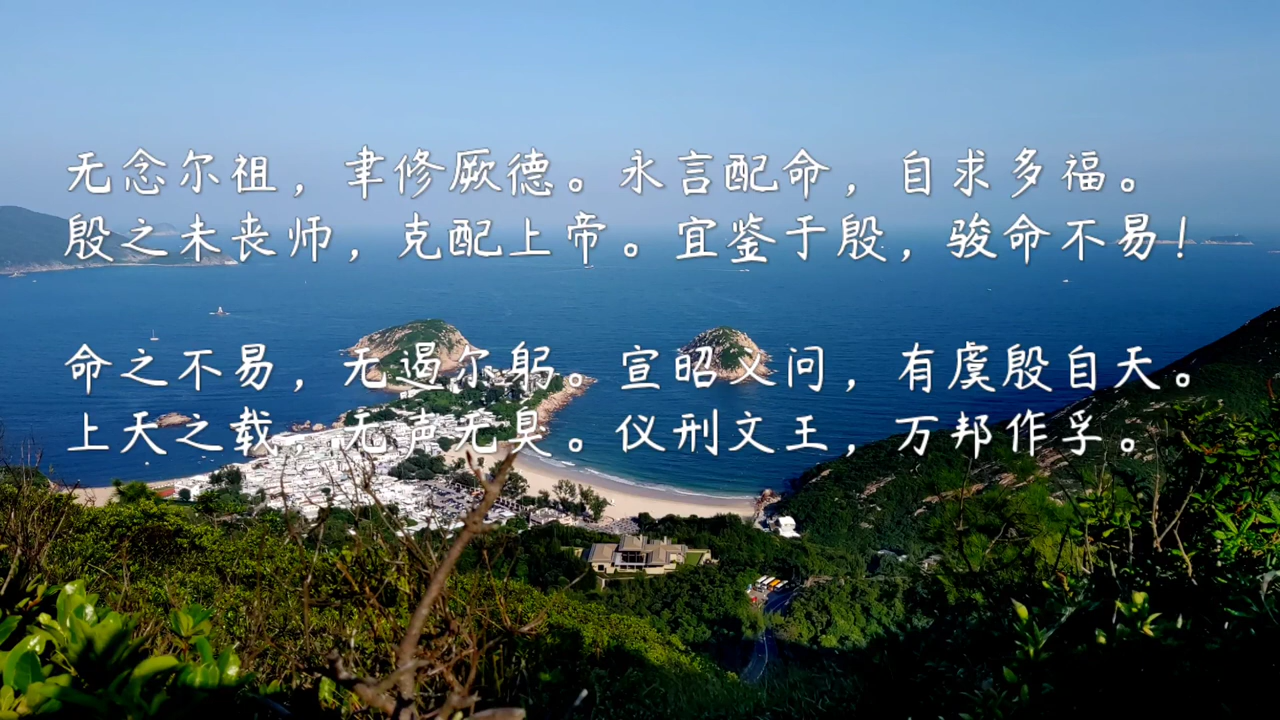 无念尔祖，聿修厥德。永言配命，自求多福。
殷之未丧师，克配上帝。宜鉴于殷，骏命不易！
命之不易，无遏尔躬。宣昭义问，有虞殷自天。
上天之载，无声无臭。仪刑文王，万邦作孚。